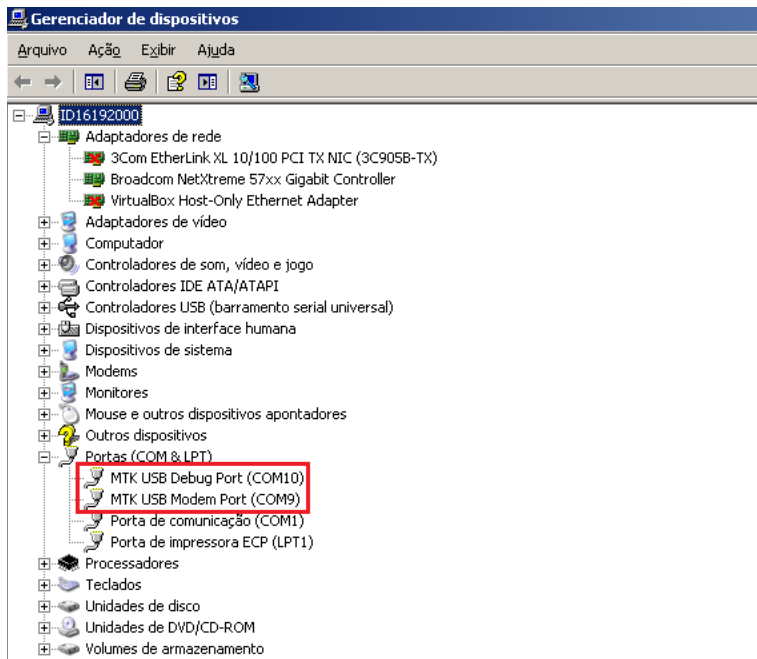 Gerenciador de dispositivos
Arquivo Ação Exibir Ajuda
ID16192000
Adaptadores de rede
3Com EtherLink XL 10/100 PCI TX NIC (3C905B-TX)
Broadcom NetXtreme 57xx Gigabit Controller
VirtualBox Host-Only Ethernet Adapter
Adaptadores de vídeo
Computador
Controladores de som, vídeo e jogo
Controladores IDE ATA/ATAPI
Controladores USB (barramento serial universal)
Dispositivos de interface humana
Dispositivos de sistema
Modems
Monitores
Mouse e outros dispositivos apontadores
Outros dispositivos
Portas (COM & LPT)
MTK USB Debug Port (COM10)
MTK USB Modem Port (COM9)
Porta de comunicação (COM1)
Porta de impressora ECP (LPT1)
Processadores
Teclados
Unidades de disco
Unidades de DVD/CD-ROM
Volumes de armazenamento